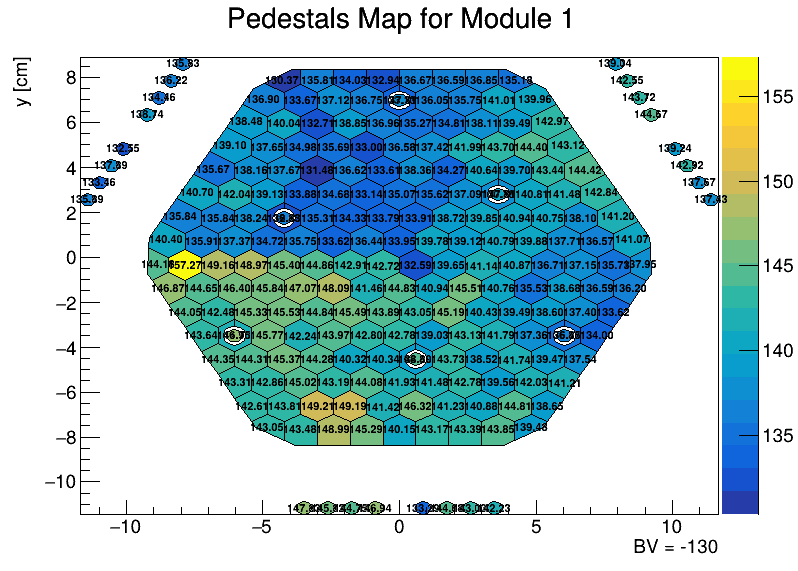 Pedestals Map for Module 1
y [cm]
135.83 139.04
136.22 142.55
134.46 143.72
138.74 144.67
132.55 139.24
142.92
133.46 137.67
135.89 137.43
130.37 135.81 134.03 132.94 136.67 136.59 136.85 135.18
136.90 133.67 137.12 136.75 136.05 135.75 141.01 139.96
138.48 140.04 132.71 138.85 136.96 135.27 134.81 138.11 139.49 142.97
139.10 137.65 134.98 135.69 133.00 138.58 137.42 141.99 143.70 144.40 143.12
135.67 138.16 137.67 131.48 136.62 133.61 138.36 134.27 140.64 139.70 143.44 144.42
140.70 142.04 139.13 133.88 134.68 133.14 135.07 135.62 137.09 140.81 141.48 142.84
135.84 135.84 138.24 135.31 134.33 133.79 133.91 138.72 139.85 140.94 140.75 138.10 141.20
140.40 135.91 137.37 134.72 135.75 133.62 136.44 133.95 139.78 139.12 140.79 139.88 137.71 136.57 141.07
157.27 149.16 148.97 145.40 144.86 142.91 142.72 132.59 139.65 141.14 140.87 136.71 137.15 137.95
146.87 144.65 146.40 145.84 147.07 148.09 141.46 144.83 140.94 145.51 140.76 135.53 138.68 136.59 136.20
144.05 142.48 145.33 145.53 144.84 145.49 143.89 143.05 145.19 140.43 139.49 138.60 137.40 133.62
143.64 145.77 142.24 143.97 142.80 142.78 139.03 143.13 141.79 137.36 134.00
144.35 144.31 145.37 144.28 140.32 140.34 143.73 138.52 141.74 139.47 137.54
143.31 142.86 145.02 143.19 144.08 141.93 141.48 142.78 139.56 142.03 141.21
142.61 143.81 149.21 149.19 141.42 146.32 141.23 140.88 144.81 138.65
143.05 143.48 148.99 145.29 140.15 143.17 143.39 143.85 139.48
146.94 142.23
8
6
4
2
0
−2
−4
−6
−8
−10
−10 −5 0 5 10
155
150
145
140
135
BV = -130